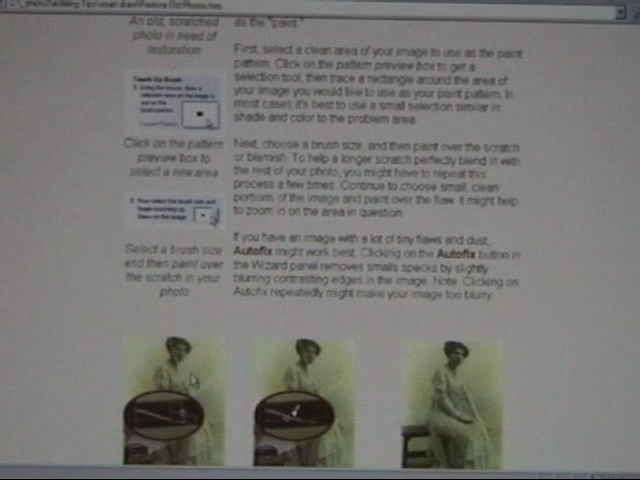 An old, scratched
photo in need of
restoration
Touch Up Brush
Click on the pattern
preview box to
select a new area
Select a brush size
and then paint over
the scratch in your
photo
as the "paint."
First, select a clean area of your image to use as the paint
pattern. Click on the pattern preview box to get a
selection tool, then trace a rectangle around the area of
your image you would like to use as your paint pattern. In
most cases it's best to use a small selection similar in
shade and color to the problem area.
Next, choose a brush size, and then paint over the scratch
or blemish. To help a longer scratch perfectly blend in with
the rest of your photo, you might have to repeat this
process a few times. Continue to choose small, clean
portions of the image and paint over the flaw. It might help
to zoom in on the area in question.
If you have an image with a lot of tiny flaws and dust,
Autofix might work best. Clicking on the Autofix button in
the Wizard panel removes smalls specks by slightly
blurring contrasting edges in the image. Note: Clicking on
Autofix repeatedly might make your image too blurry.